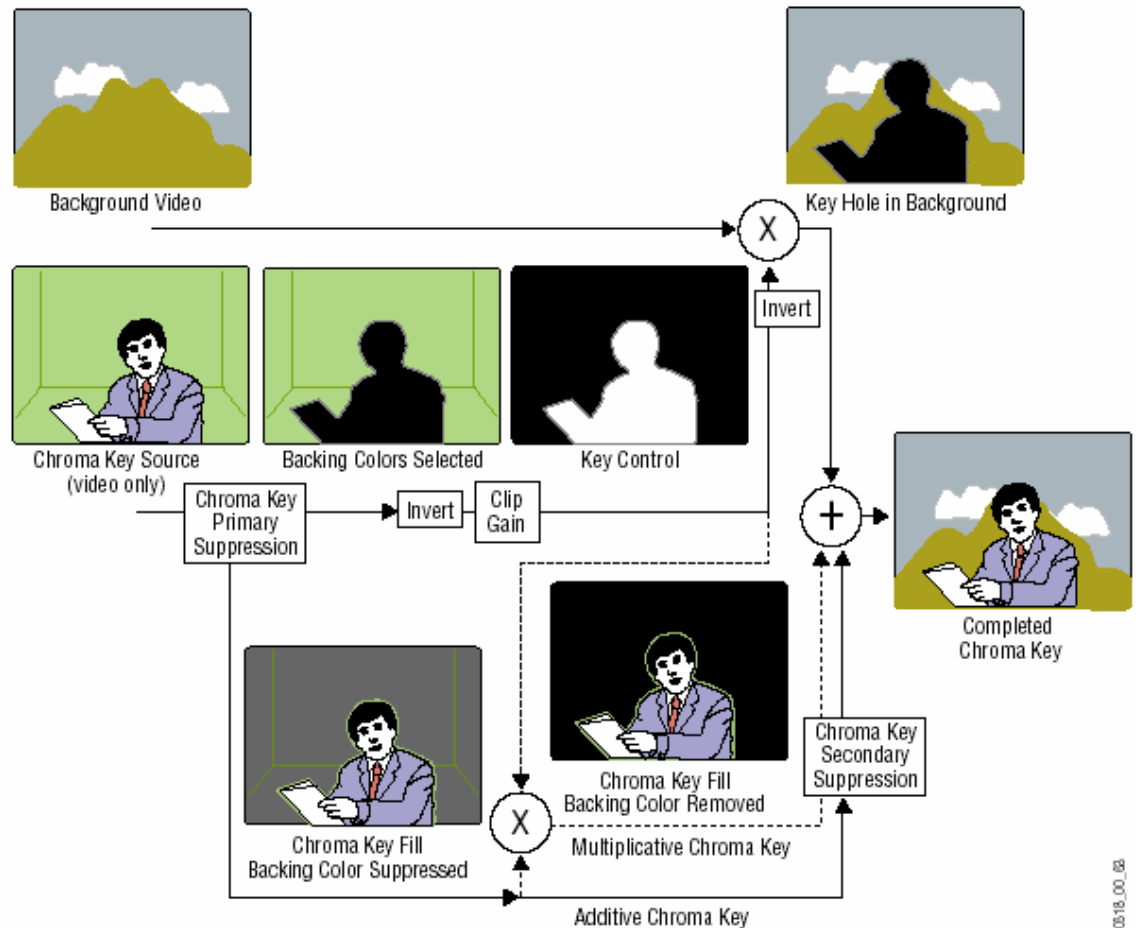 Background Video
Key Hole in Background
X
Invert
Chroma Key Source
(video only)
Backing Colors Selected
Key Control
Chroma Key
Primary
Suppression
Invert
Clip
Gain
+
Completed
Chroma Key
Chroma Key Fill
Backing Color Suppressed
Chroma Key Fill
Backing Color Removed
X
Multiplicative Chroma Key
Chroma Key
Secondary
Suppression
Additive Chroma Key
0618_00_63